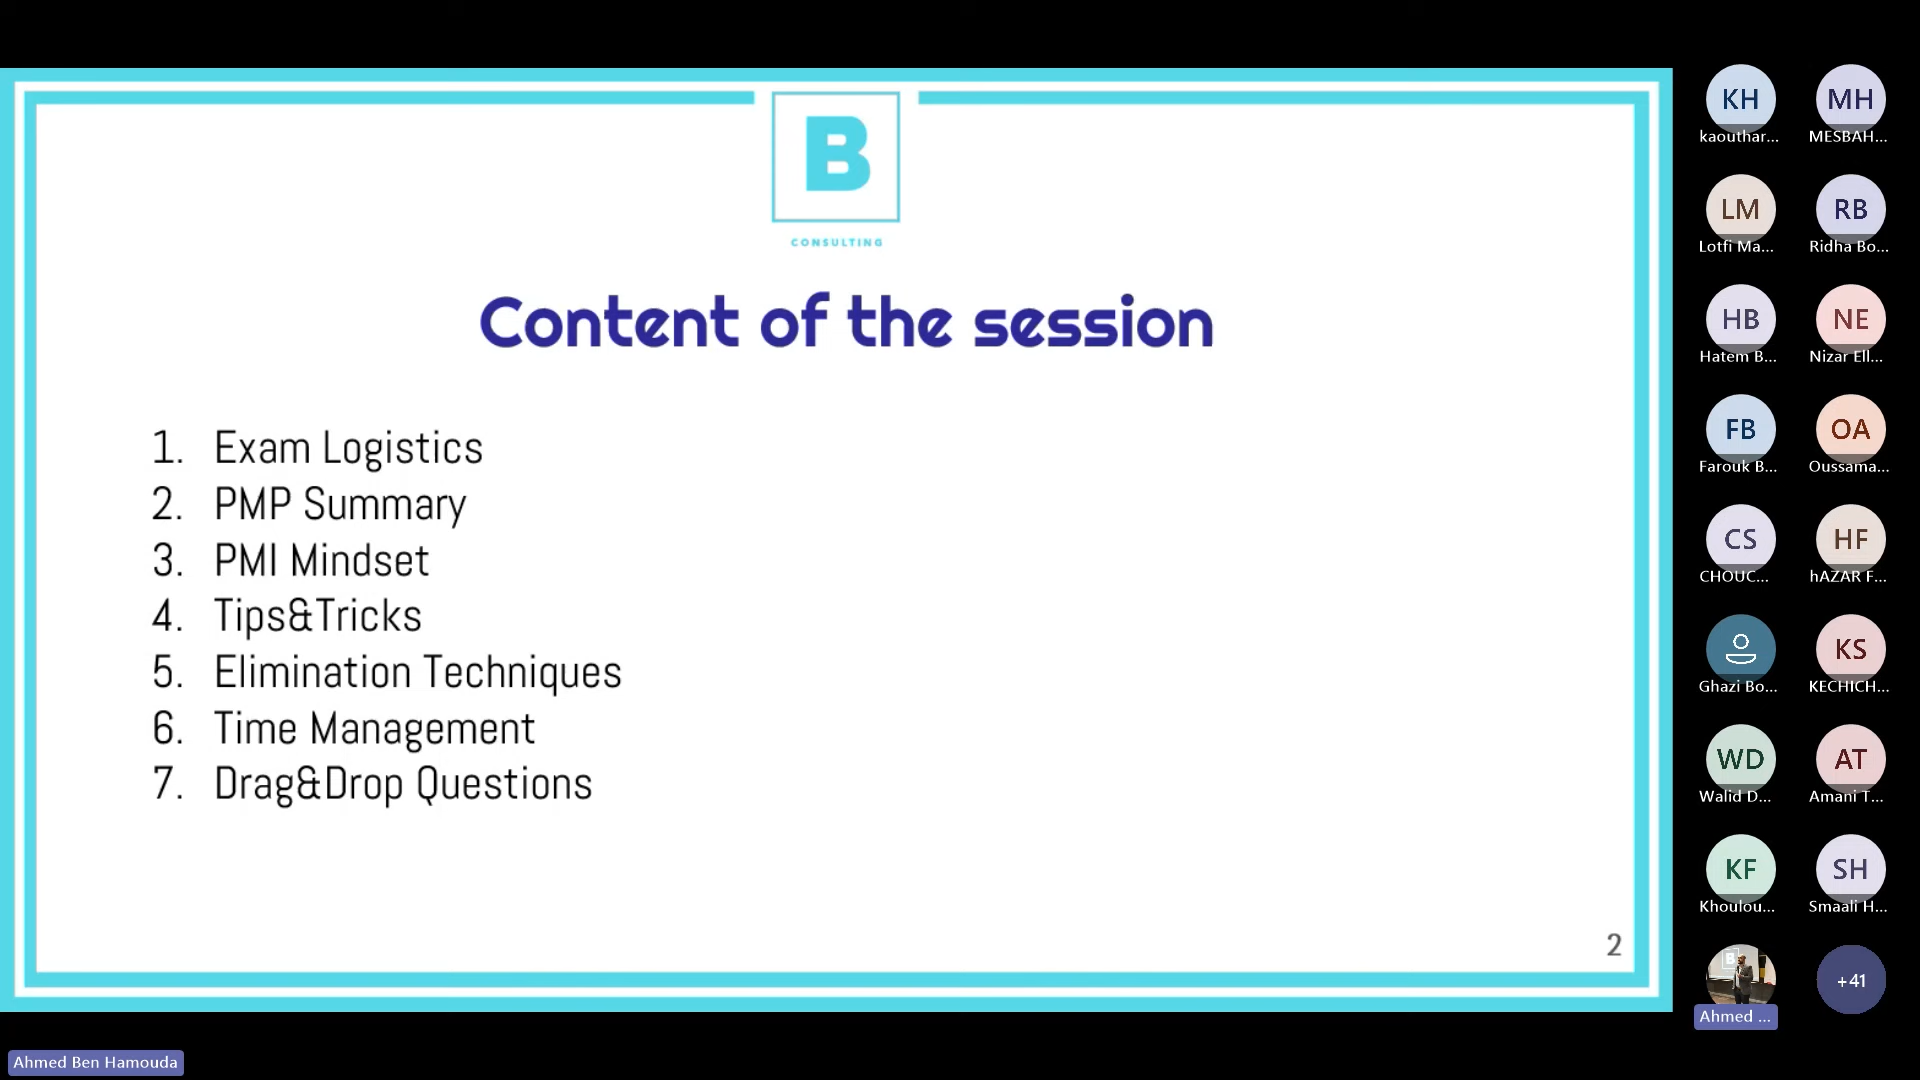 B
CONSULTING
Content of the session
1. Exam Logistics
2. PMP Summary
3. PMI Mindset
4. Tips&Tricks
5. Elimination Techniques
6. Time Management
7. Drag&Drop Questions
2
KH
kaouthar...
MH
MESBAH...
LM
Lotfi Ma...
RB
Ridha Bo...
HB
Hatem B...
NE
Nizar Ell...
FB
Farouk B...
OA
Oussama...
CS
CHOUC...
HF
hAZAR F...
Ghazi Bo...
KS
KECHICH...
WD
Walid D...
AT
Amani T...
KF
Khoulou...
SH
Smaali H...
B
Ahmed ...
+41
Ahmed Ben Hamouda